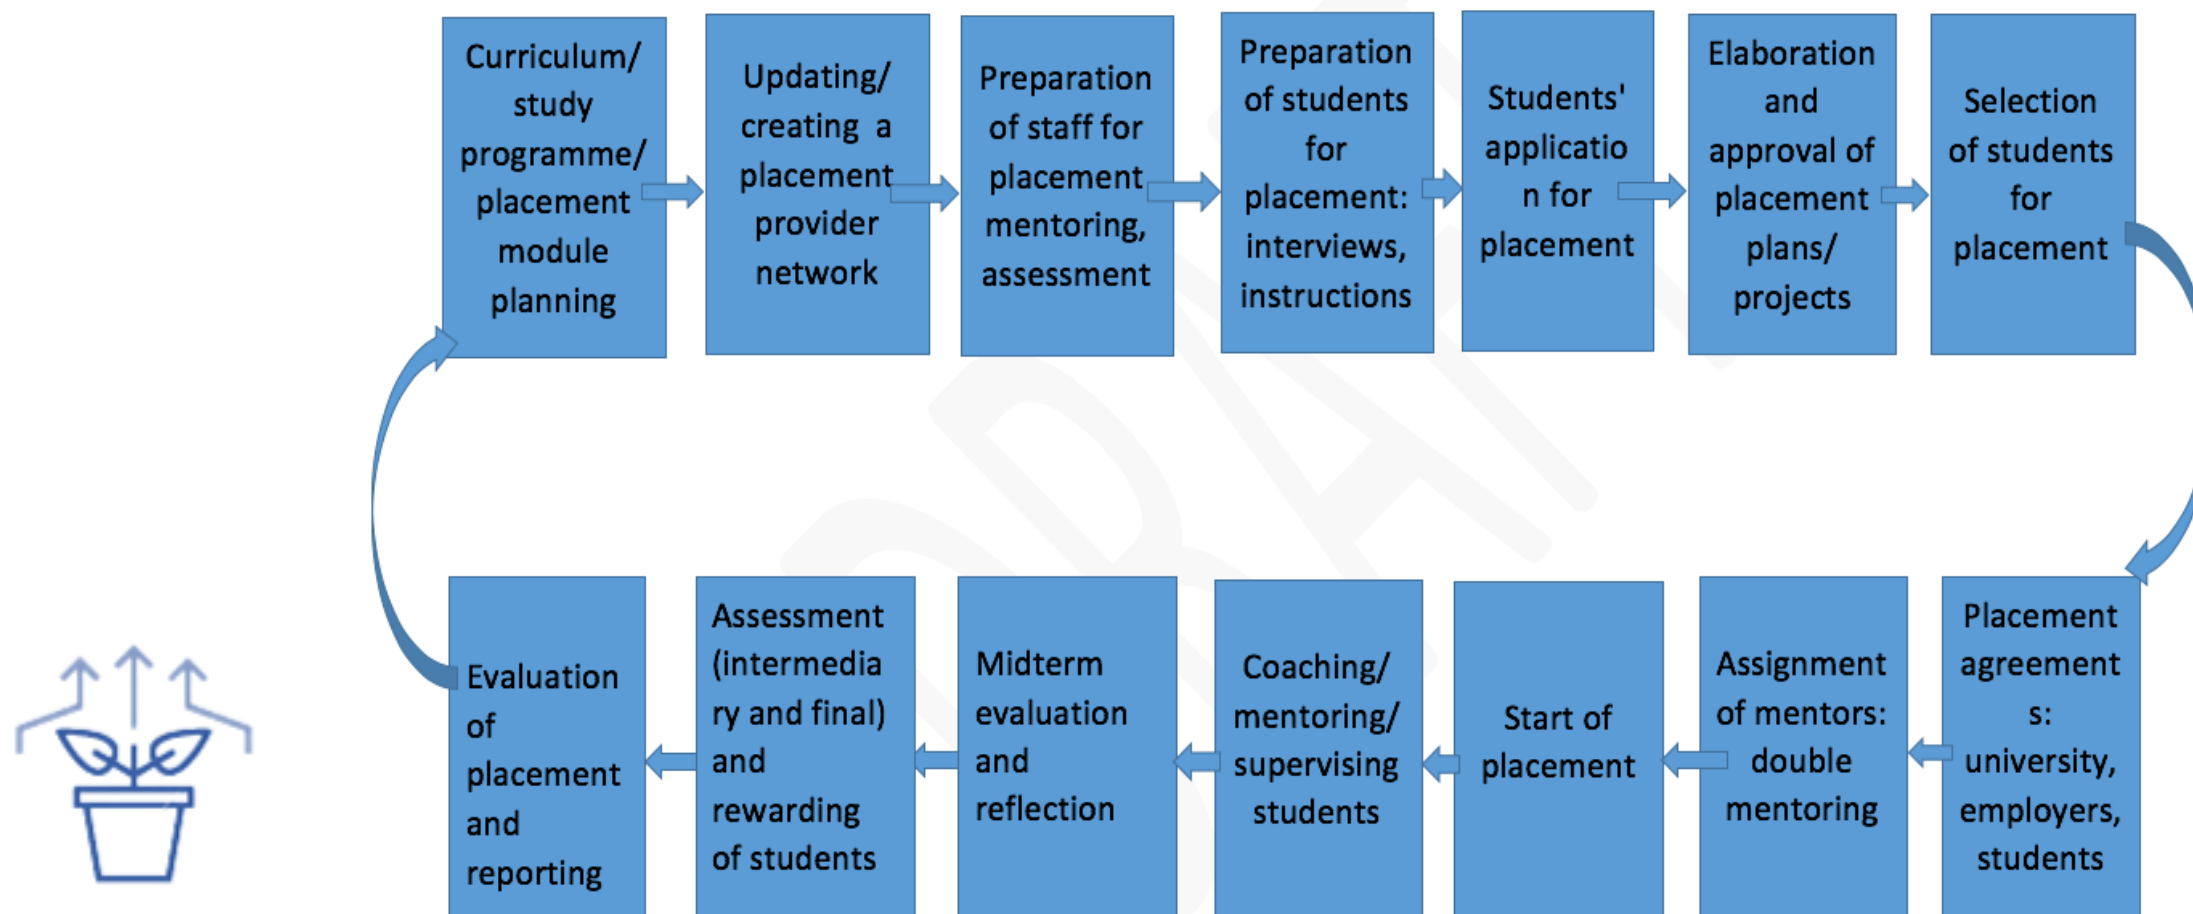 Curriculum/
study
programme/
placement
module
planning
Updating/
creating a
placement
provider
network
Preparation
of staff for
placement
mentoring,
assessment
Preparation
of students
for
placement:
interviews,
instructions
Students'
applicatio
n for
placement
Elaboration
and
approval of
placement
plans/
projects
Selection
of students
for
placement
Placement
agreement
s:
university,
employers,
students
Assignment
of mentors:
double
mentoring
Start of
placement
Coaching/
mentoring/
supervising
students
Midterm
evaluation
and
reflection
Assessment
(intermedia
ry and final)
and
rewarding
of students
Evaluation
of
placement
and
reporting
DRAFT